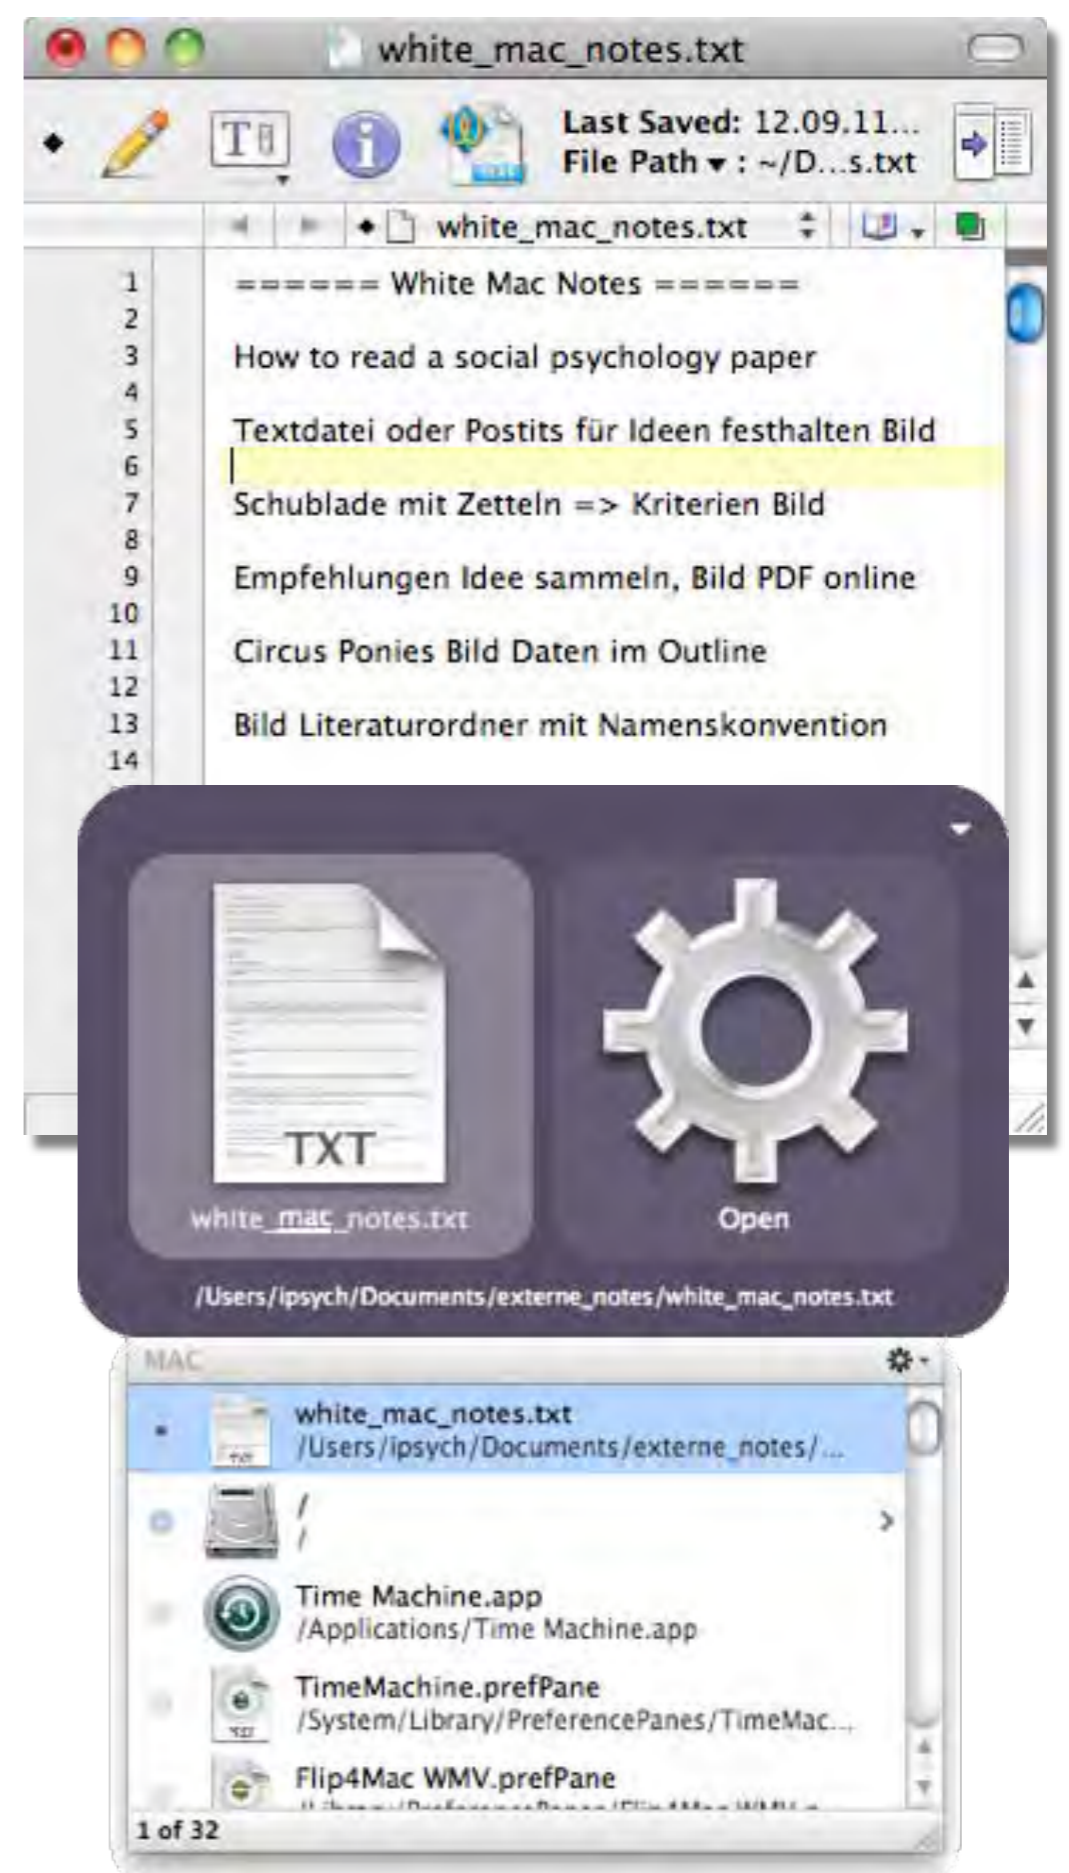 white_mac_notes.txt
T
i
Last Saved: 12.09.11...
File Path ▾ : ~/D...s.txt
white_mac_notes.txt
1 ====== White Mac Notes ======
2
3 How to read a social psychology paper
4
5 Textdatei oder Postits für Ideen festhalten Bild
6
7 Schublade mit Zetteln => Kriterien Bild
8
9 Empfehlungen Idee sammeln, Bild PDF online
10
11 Circus Ponies Bild Daten im Outline
12
13 Bild Literaturordner mit Namenskonvention
14
TXT
white_mac_notes.txt
Open
/Users/ipsych/Documents/externe_notes/white_mac_notes.txt
MAC
white_mac_notes.txt
/Users/ipsych/Documents/externe_notes/...
/
/
Time Machine.app
/Applications/Time Machine.app
TimeMachine.prefPane
/System/Library/PreferencePanes/TimeMac...
Flip4Mac WMV.prefPane
1 of 32